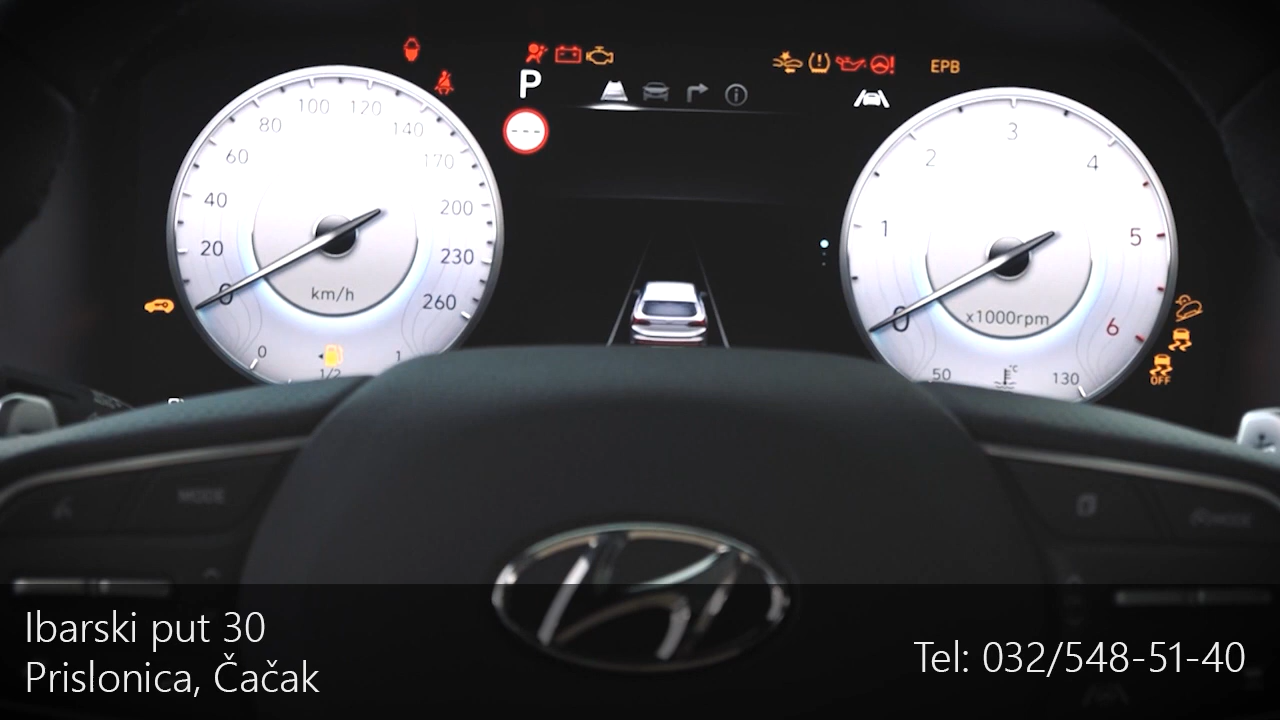 EPB
P
---
80
100
120
140
60
170
40
200
20
230
0
260
km/h
0
1/2
1
2
3
4
1
5
0
6
x1000rpm
50
°C
130
OFF
MODE
Ibarski put 30
Prislonica, Čačak
Tel: 032/548-51-40